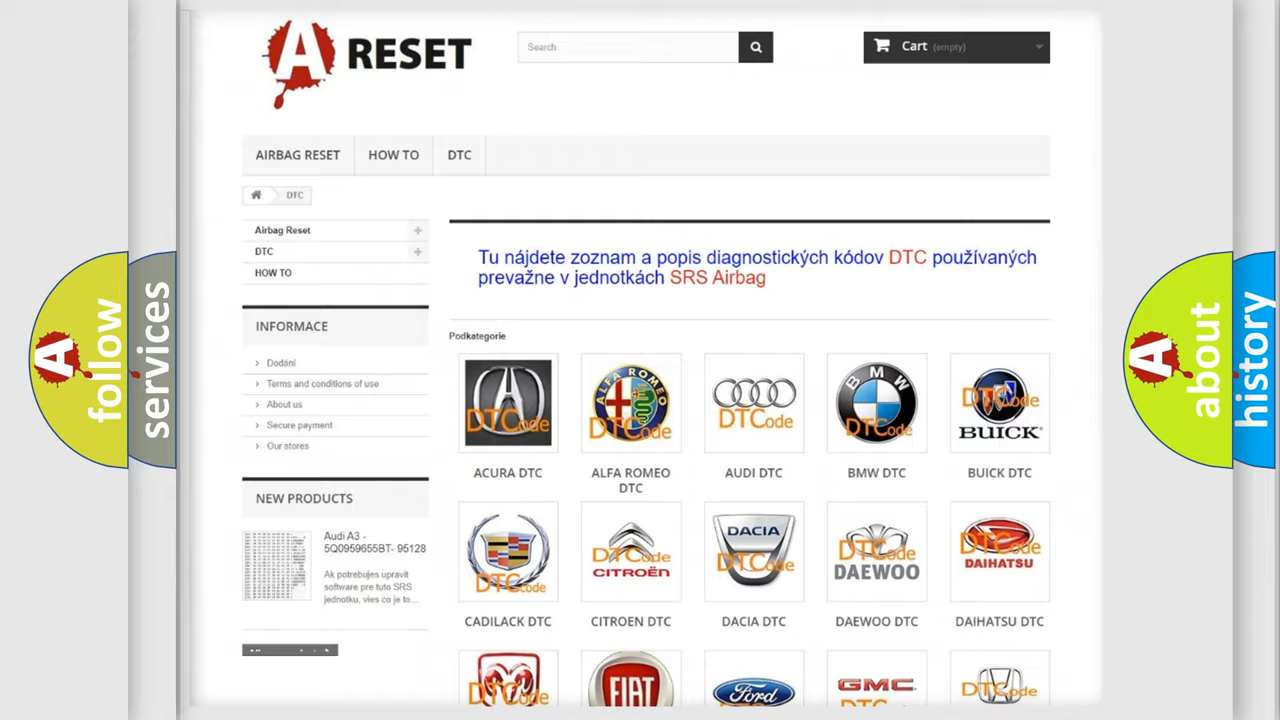 A RESET
Search
Cart (empty)
AIRBAG RESET
HOW TO
DTC
DTC
Airbag Reset
DTC
HOW TO
INFORMACE
Dodání
Terms and conditions of use
About us
Secure payment
Our stores
NEW PRODUCTS
Audi A3 -
5Q0959655BT- 95128
Ak potrebujes upravit
software pre tuto SRS
jednotku, vies co je to...
Tu nájdete zoznam a popis diagnostických kódov DTC používaných
prevažne v jednotkách SRS Airbag
Podkategorie
DTCode
ALFA ROMEO
DTCode
DTCode
BMW
DTCode
DTCode
BUICK
ACURA DTC
ALFA ROMEO
DTC
AUDI DTC
BMW DTC
BUICK DTC
DTCode
DTCode
CITROËN
DACIA
DTCode
DTCode
DAEWOO
DTCode
DAIHATSU
CADILACK DTC
CITROEN DTC
DACIA DTC
DAEWOO DTC
DAIHATSU DTC
DTCode
FIAT
Ford
GMC
DTCode
A follow
services
A about
history